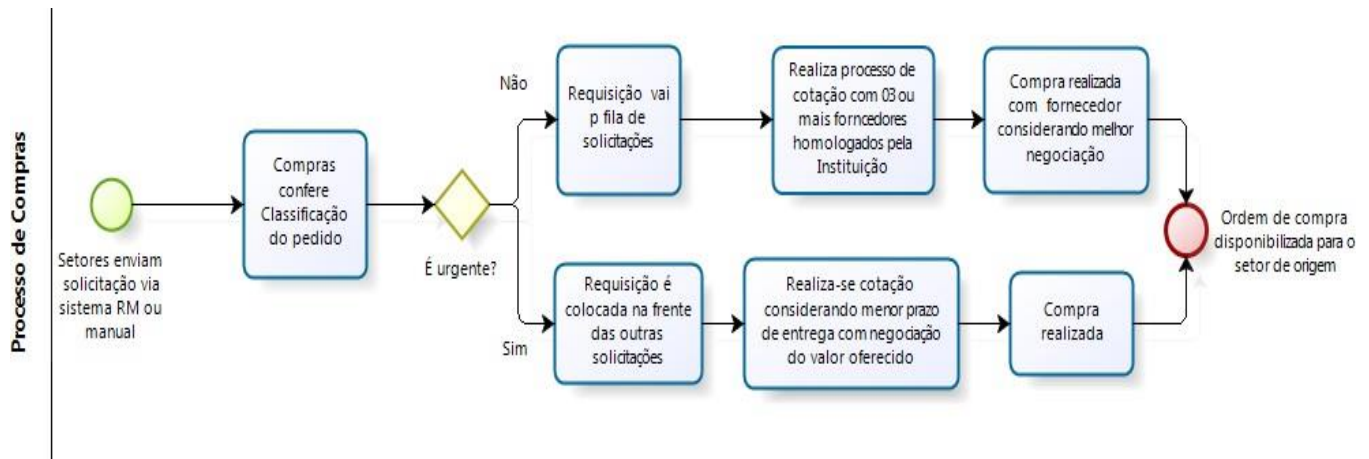 Processo de Compras
Setores enviam
solicitação via
sistema RM ou
manual
Compras
confere
Classificação
do pedido
É urgente?
Não
Requisição vai
p fila de
solicitações
Realiza processo de
cotação com 03 ou
mais forncedores
homologados pela
Instituição
Compra realizada
com fornecedor
considerando melhor
negociação
Sim
Requisição é
colocada na frente
das outras
solicitações
Realiza-se cotação
considerando menor prazo
de entrega com negociação
do valor oferecido
Compra
realizada
Ordem de compra
disponibilizada para o
setor de origem